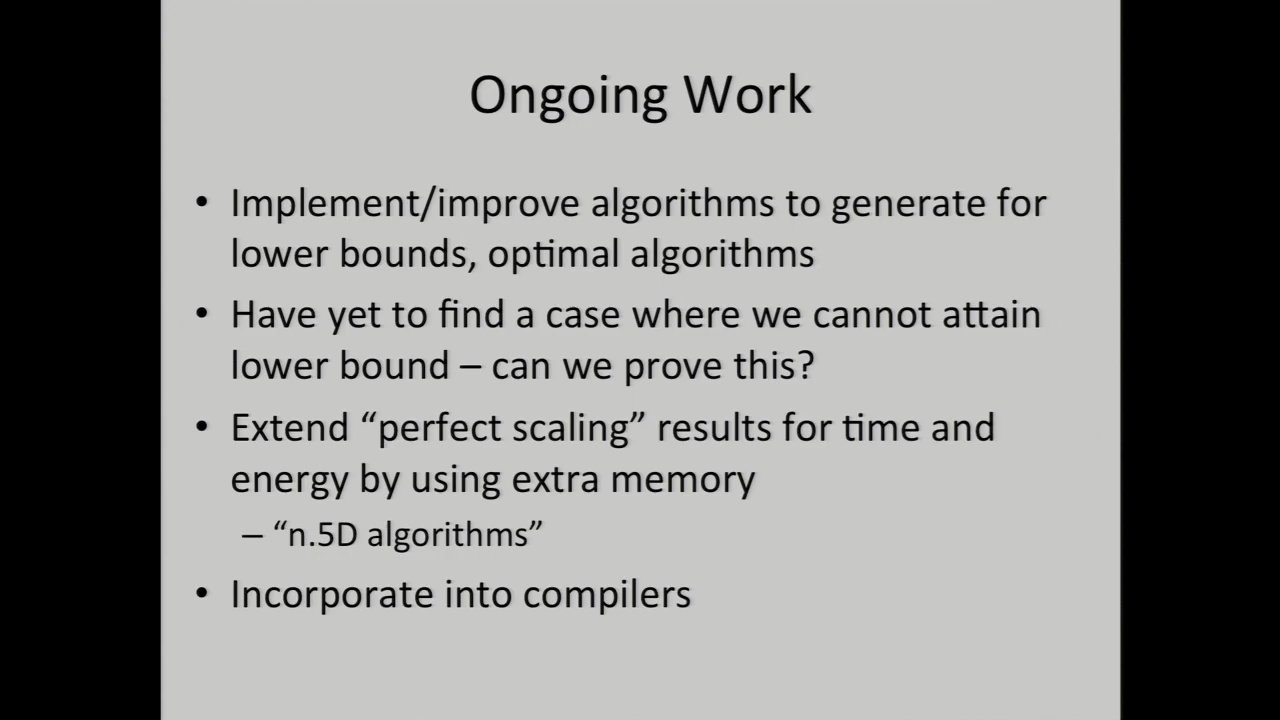 Ongoing Work
• Implement/improve algorithms to generate for
lower bounds, optimal algorithms
• Have yet to find a case where we cannot attain
lower bound – can we prove this?
• Extend “perfect scaling” results for time and
energy by using extra memory
– “n.5D algorithms”
• Incorporate into compilers